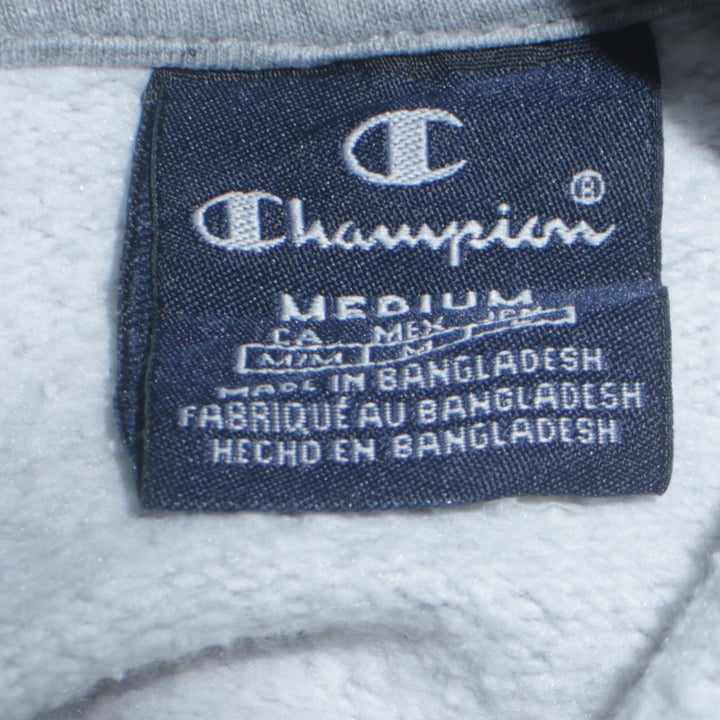 Champion®
MEDIUM
CA MEX JPN
M/M M
MADE IN BANGLADESH
FABRIQUÉ AU BANGLADESH
HECHO EN BANGLADESH